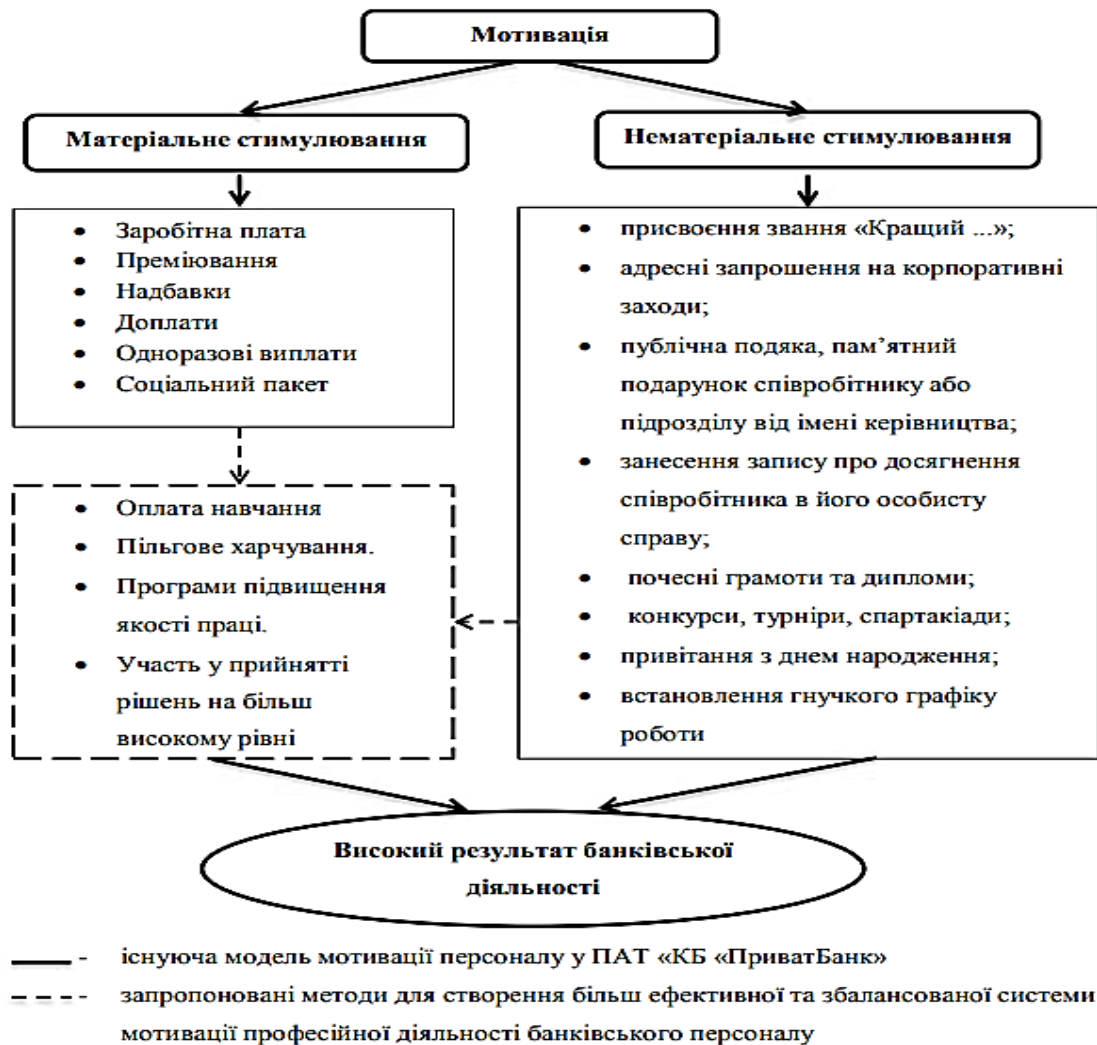 Мотивація
Матеріальне стимулювання
Нематеріальне стимулювання
• Заробітна плата
• Преміювання
• Надбавки
• Доплати
• Одноразові виплати
• Соціальний пакет
• Оплата навчання
• Пільгове харчування.
• Програми підвищення
якості праці.
• Участь у прийнятті
рішень на більш
високому рівні
• присвоєння звання «Кращий ...»;
• адресні запрошення на корпоративні
заходи;
• публічна подяка, пам’ятний
подарунок співробітнику або
підрозділу від імені керівництва;
• занесення запису про досягнення
співробітника в його особисту
справу;
• почесні грамоти та дипломи;
• конкурси, турніри, спартакіади;
• привітання з днем народження;
• встановлення гнучкого графіку
роботи
Високий результат банківської
діяльності
- існуюча модель мотивації персоналу у ПАТ «КБ «ПриватБанк»
- запропоновані методи для створення більш ефективної та збалансованої системи
мотивації професійної діяльності банківського персоналу